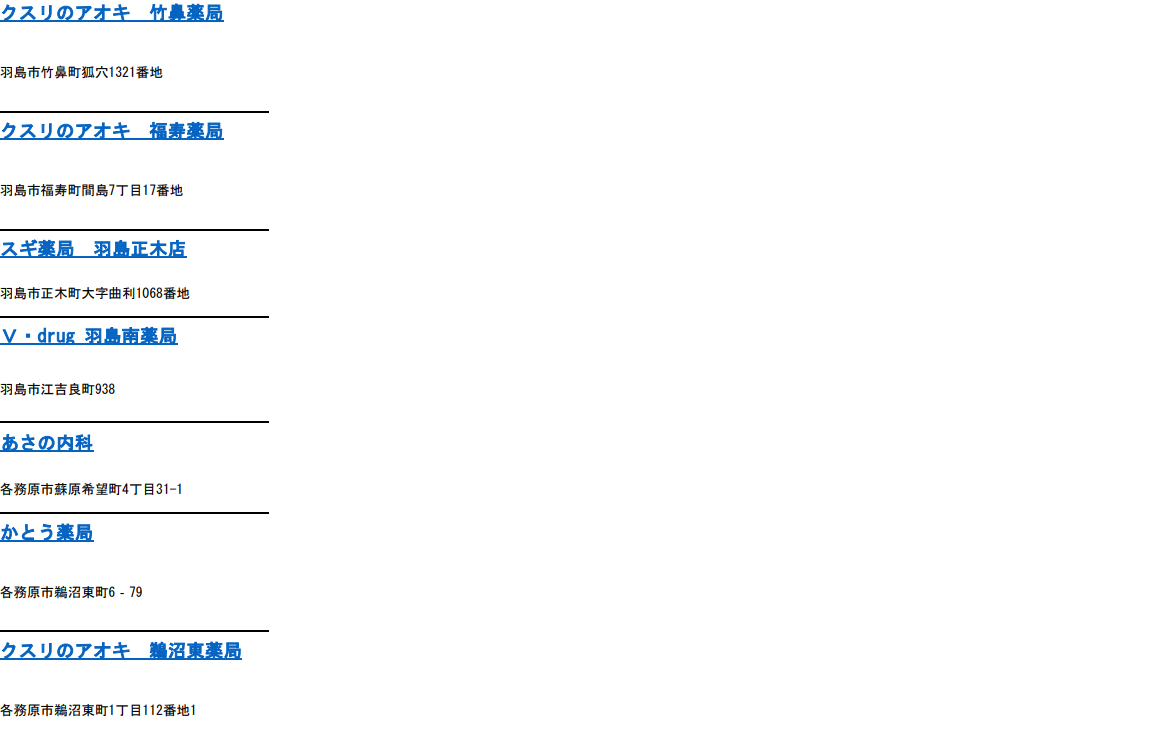 クスリのアオキ　竹鼻薬局
羽島市竹鼻町狐穴1321番地
クスリのアオキ　福寿薬局
羽島市福寿町間島7丁目17番地
スギ薬局　羽島正木店
羽島市正木町大字曲利1068番地
Ｖ・drug 羽島南薬局
羽島市江吉良町938
あさの内科
各務原市蘇原希望町4丁目31−1
かとう薬局
各務原市鵜沼東町6‐79
クスリのアオキ　鵜沼東薬局
各務原市鵜沼東町1丁目112番地1